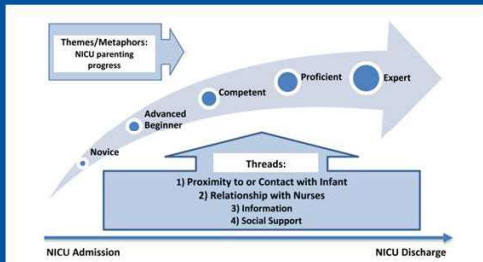 Themes/Metaphors:
NICU parenting
progress
Expert
Proficient
Competent
Advanced
Beginner
Novice
Threads:
1) Proximity to or Contact with Infant
2) Relationship with Nurses
3) Information
4) Social Support
NICU Admission
NICU Discharge